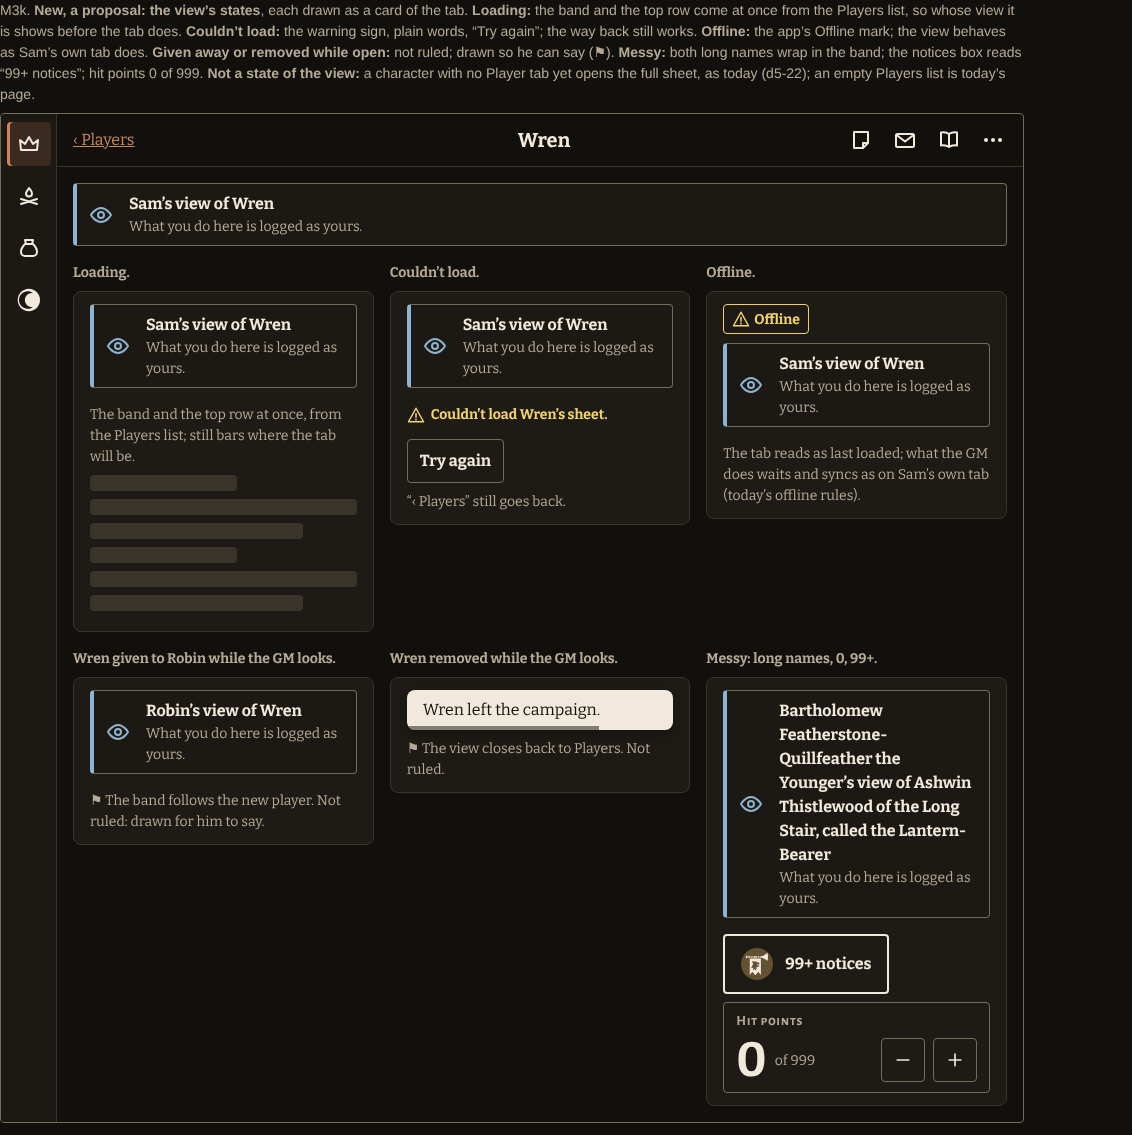 M3k. New, a proposal: the view's states, each drawn as a card of the tab. Loading: the band and the top row come at once from the Players list, so whose view it
is shows before the tab does. Couldn't load: the warning sign, plain words, “Try again”; the way back still works. Offline: the app's Offline mark; the view behaves
as Sam's own tab does. Given away or removed while open: not ruled; drawn so he can say (⚑). Messy: both long names wrap in the band; the notices box reads
“99+ notices”; hit points 0 of 999. Not a state of the view: a character with no Player tab yet opens the full sheet, as today (d5-22); an empty Players list is today's
page.
‹ Players
Wren
Sam's view of Wren
What you do here is logged as yours.
Loading.
Sam's view of Wren
What you do here is logged as
yours.
The band and the top row at once, from
the Players list; still bars where the tab
will be.
Couldn't load.
Sam's view of Wren
What you do here is logged as
yours.
Couldn't load Wren's sheet.
Try again
“‹ Players” still goes back.
Offline.
Offline
Sam's view of Wren
What you do here is logged as
yours.
The tab reads as last loaded; what the GM
does waits and syncs as on Sam's own tab
(today's offline rules).
Wren given to Robin while the GM looks.
Robin's view of Wren
What you do here is logged as
yours.
⚑ The band follows the new player. Not
ruled: drawn for him to say.
Wren removed while the GM looks.
Wren left the campaign.
⚑ The view closes back to Players. Not
ruled.
Messy: long names, 0, 99+.
Bartholomew
Featherstone-
Quillfeather the
Younger's view of Ashwin
Thistlewood of the Long
Stair, called the Lantern-
Bearer
What you do here is logged as
yours.
99+ notices
Hit points
0 of 999
− +